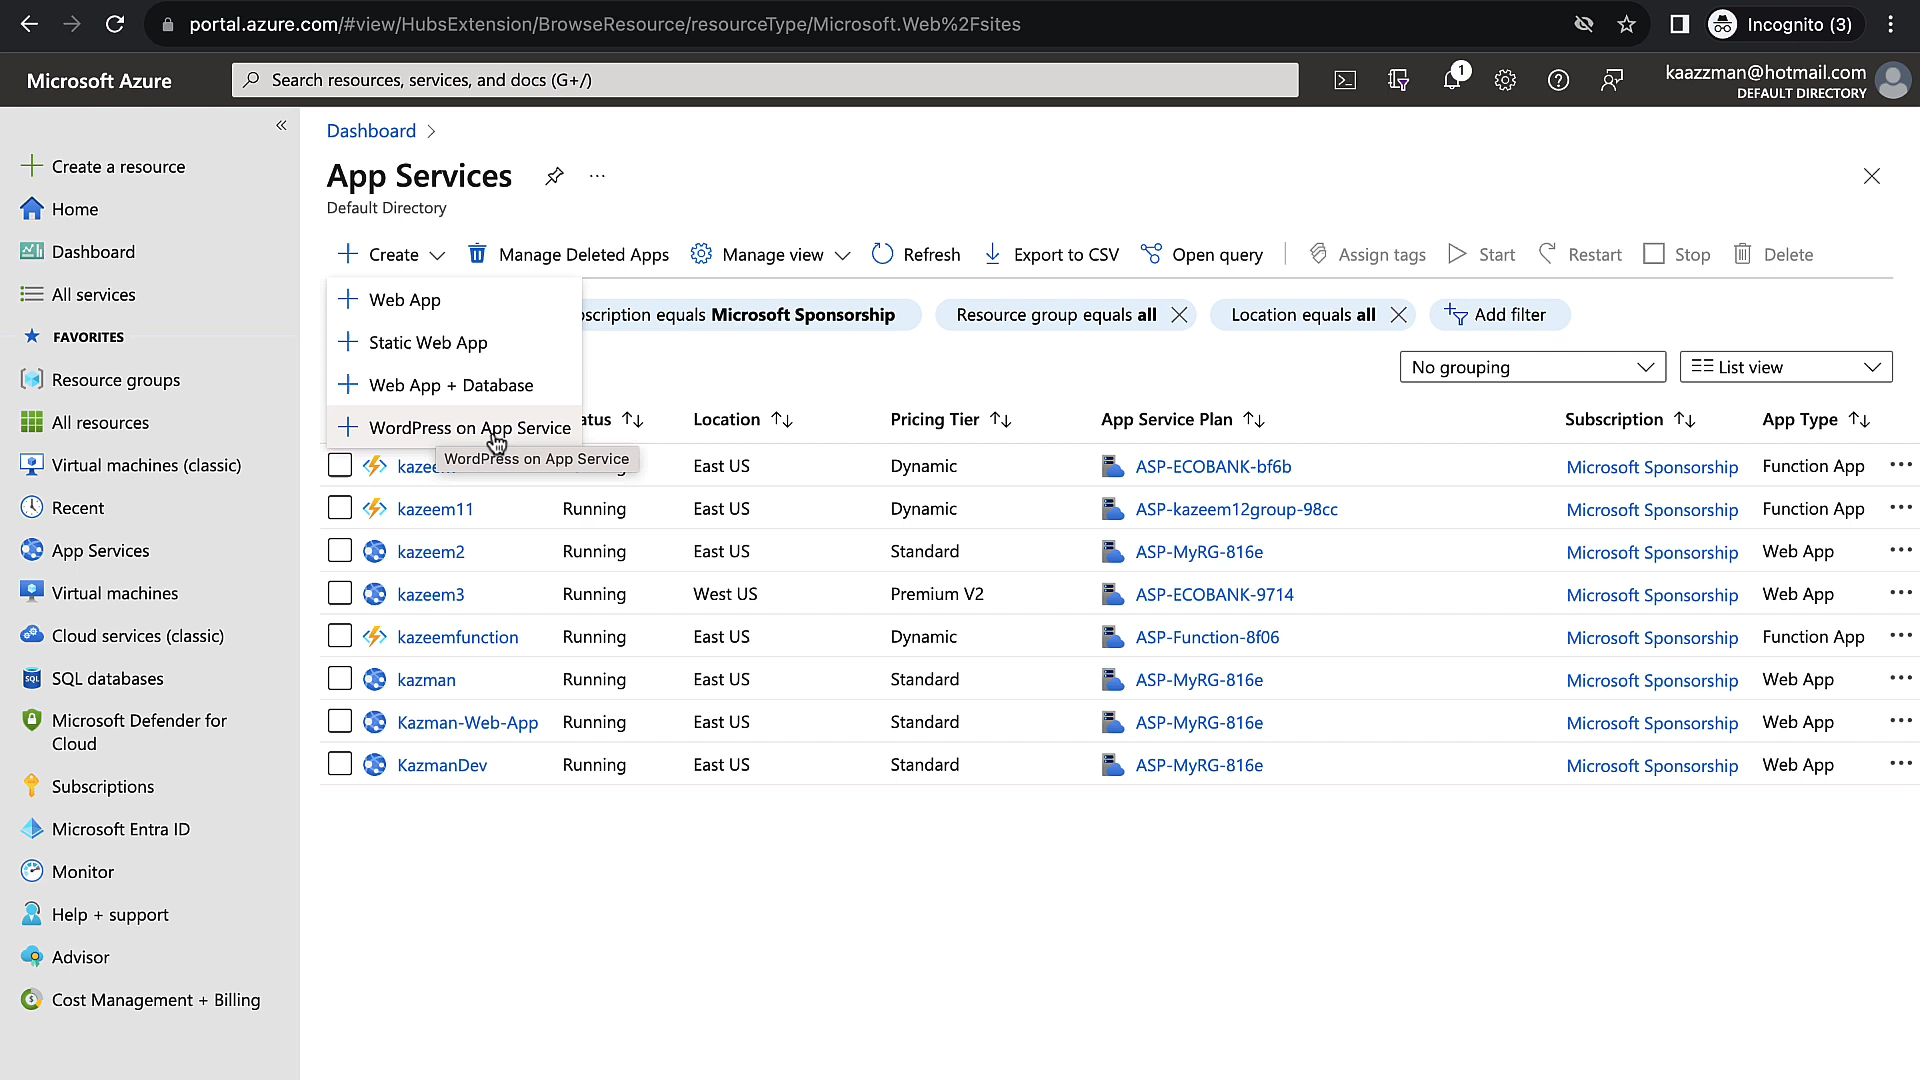 portal.azure.com/#view/HubsExtension/BrowseResource/resourceType/Microsoft.Web%2Fsites
Incognito (3)
Microsoft Azure
Search resources, services, and docs (G+/)
1
kaazzman@hotmail.com
DEFAULT DIRECTORY
«
Create a resource
Home
Dashboard
All services
FAVORITES
Resource groups
All resources
Virtual machines (classic)
Recent
App Services
Virtual machines
Cloud services (classic)
SQL
SQL databases
Microsoft Defender for
Cloud
Subscriptions
Microsoft Entra ID
Monitor
Help + support
Advisor
Cost Management + Billing
Dashboard >
App Services
...
Default Directory
Create
Manage Deleted Apps
Manage view
Refresh
Export to CSV
Open query
Assign tags
Start
Restart
Stop
Delete
Web App
Static Web App
Web App + Database
WordPress on App Service
WordPress on App Service
scription equals Microsoft Sponsorship
Resource group equals all
Location equals all
Add filter
No grouping
List view
atus Location Pricing Tier App Service Plan Subscription App Type
East US Dynamic ASP-ECOBANK-bf6b Microsoft Sponsorship Function App
kazeem11 Running East US Dynamic ASP-kazeem12group-98cc Microsoft Sponsorship Function App
kazeem2 Running East US Standard ASP-MyRG-816e Microsoft Sponsorship Web App
kazeem3 Running West US Premium V2 ASP-ECOBANK-9714 Microsoft Sponsorship Web App
kazeemfunction Running East US Dynamic ASP-Function-8f06 Microsoft Sponsorship Function App
kazman Running East US Standard ASP-MyRG-816e Microsoft Sponsorship Web App
Kazman-Web-App Running East US Standard ASP-MyRG-816e Microsoft Sponsorship Web App
KazmanDev Running East US Standard ASP-MyRG-816e Microsoft Sponsorship Web App